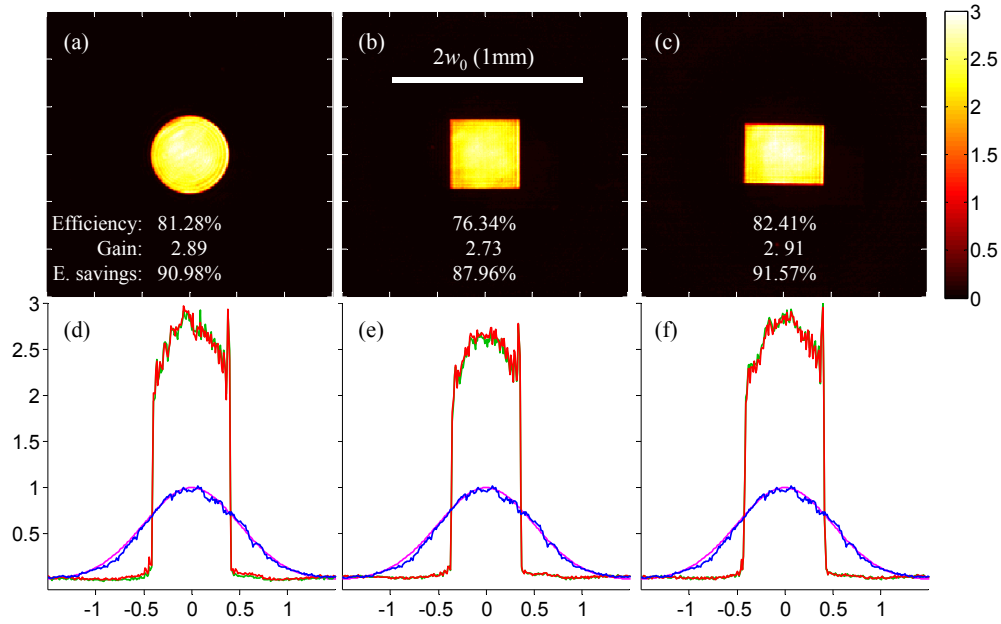 (a)
(b)
(c)
2w0 (1mm)
Efficiency: 81.28%
Gain: 2.89
E. savings: 90.98%
76.34%
2.73
87.96%
82.41%
2. 91
91.57%
3
2.5
2
1.5
1
0.5
0
(d)
(e)
(f)
3
2.5
2
1.5
1
0.5
-1 -0.5 0 0.5 1
-1 -0.5 0 0.5 1
-1 -0.5 0 0.5 1